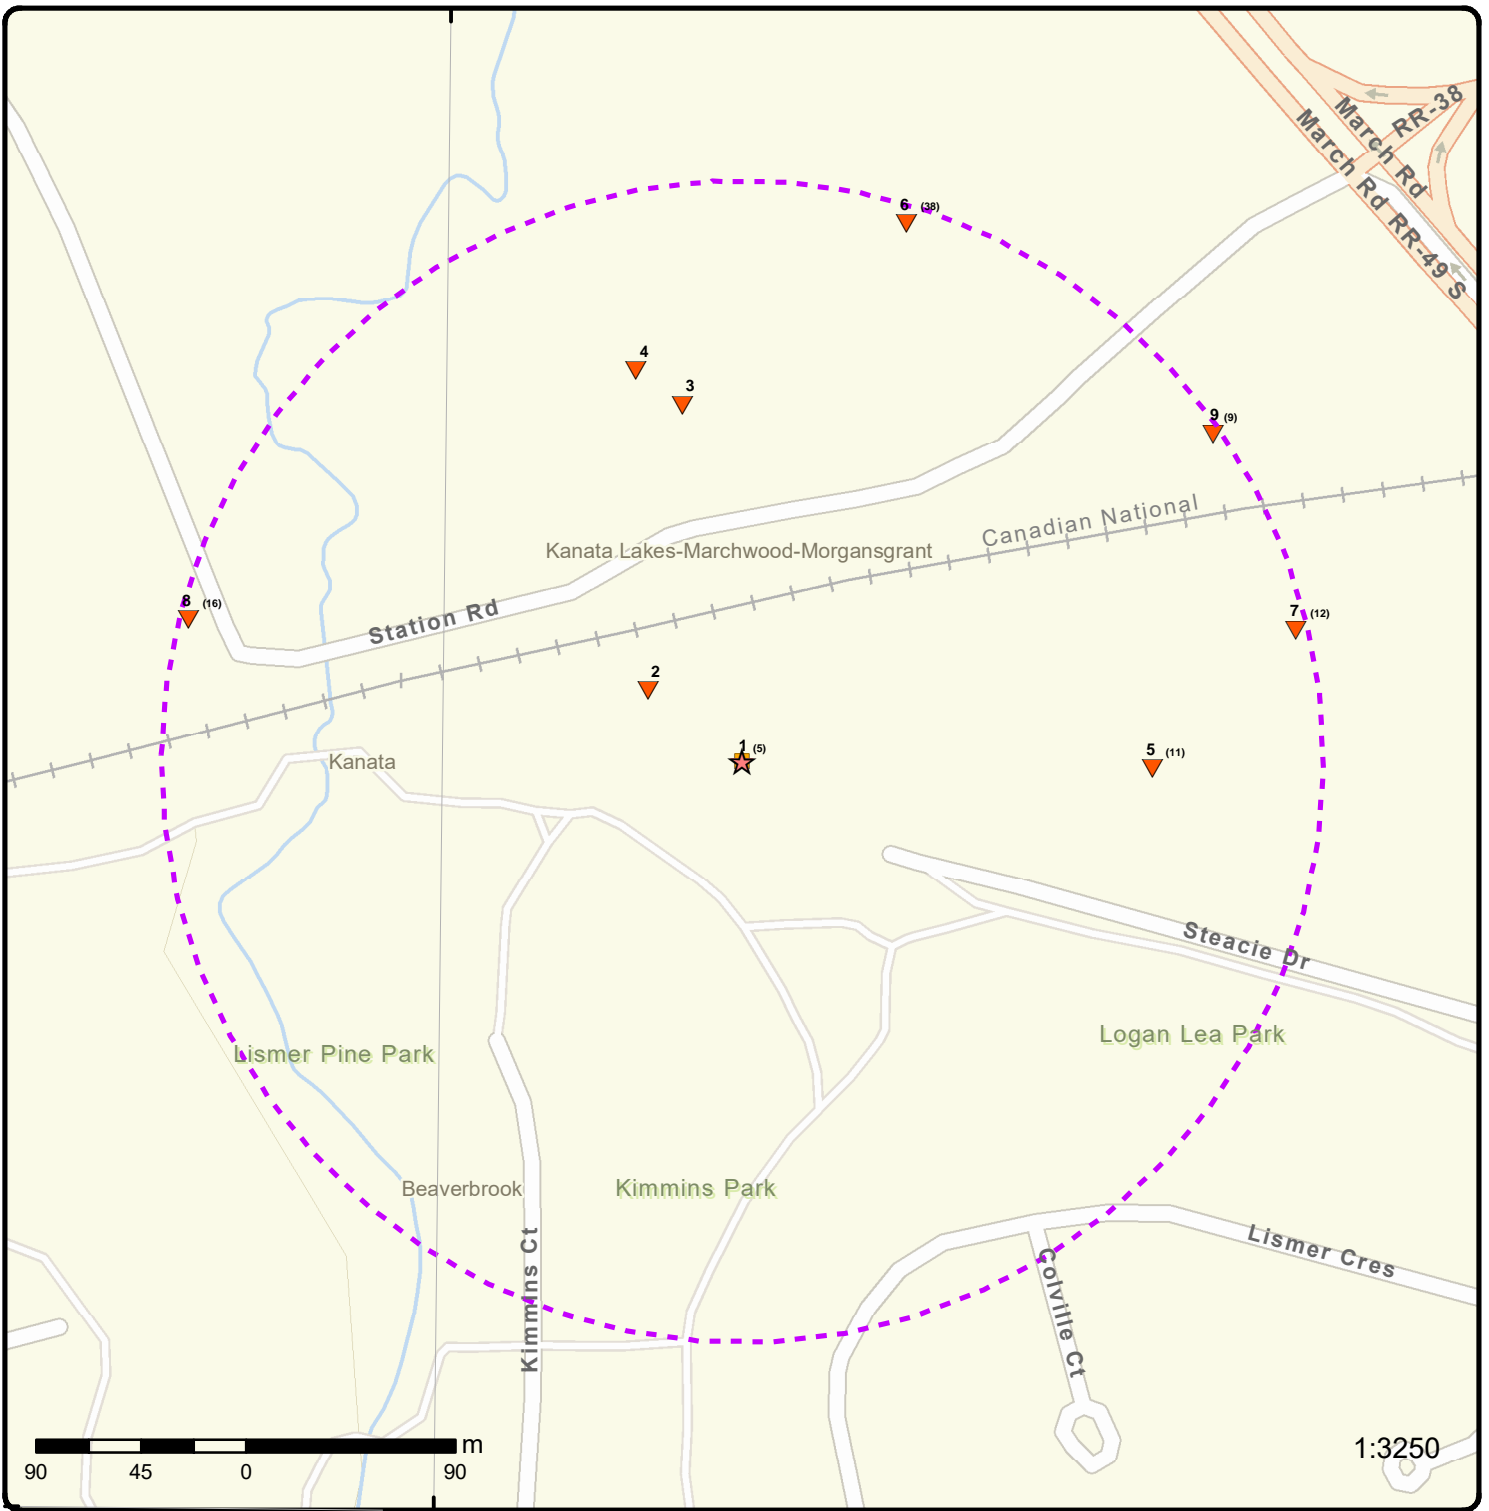 RR-38
March Rd
March Rd RR-49 S
6 (38)
4
3
9 (9)
Canadian National
Kanata Lakes-Marchwood-Morgansgrant
8 (16)
Station Rd
7 (12)
2
1 (5)
5 (11)
Kanata
Steacie Dr
Logan Lea Park
Lismer Pine Park
Beaverbrook
Kimmins Park
Kimmins Ct
Lismer Cres
Colville Ct
m
90 45 0 90
1:3250